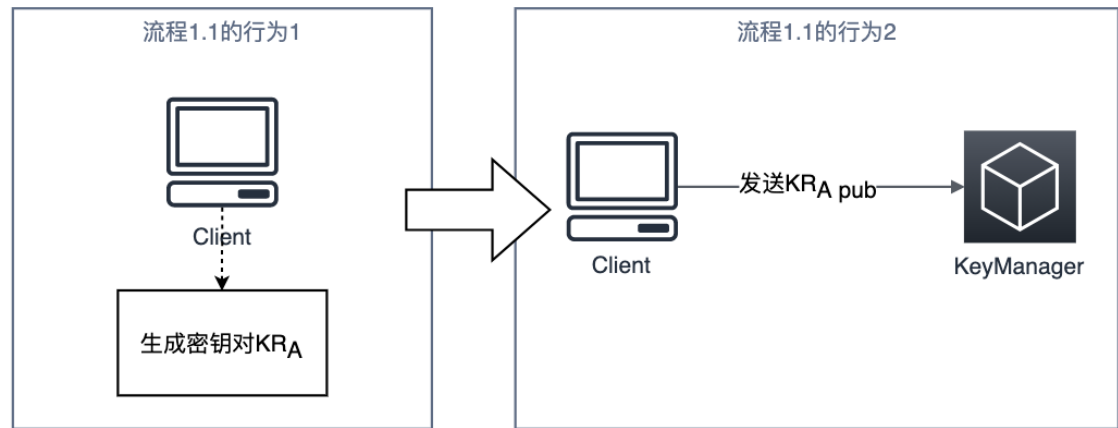 流程1.1的行为1
Client
生成密钥对KRA
流程1.1的行为2
发送KRA pub
Client
KeyManager